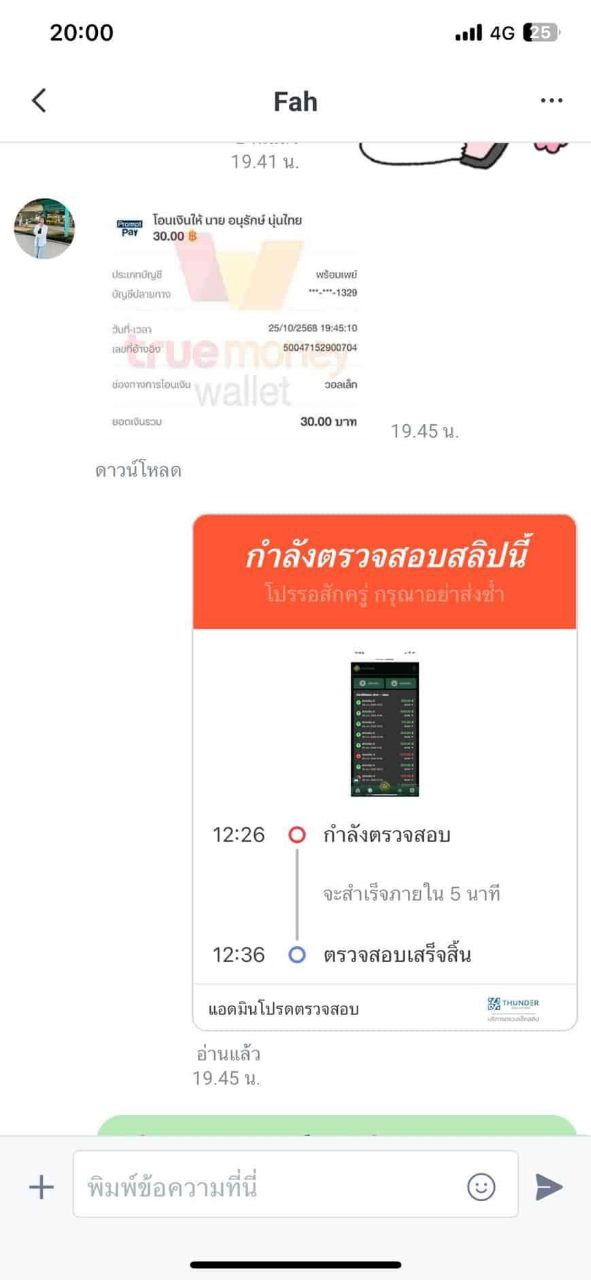 20:00
4G 25
Fah
19.41 น.
Prompt Pay
โอนเงินให้ นาย อนุรักษ์ นุ่นไทย
30.00 ฿
ประเภทบัญชี พร้อมเพย์
บัญชีปลายทาง ***-***-1329
วันที่-เวลา 25/10/2568 19:45:10
เลขที่อ้างอิง 50047152900704
true money
wallet
ช่องทางการโอนเงิน วอลเล็ท
ยอดเงินรวม 30.00 บาท
19.45 น.
ดาวน์โหลด
กำลังตรวจสอบสลิปนี้
โปรรอสักครู่ กรุณาอย่าส่งซ้ำ
12:26 กำลังตรวจสอบ
จะสำเร็จภายใน 5 นาที
12:36 ตรวจสอบเสร็จสิ้น
แอดมินโปรดตรวจสอบ
THUNDER
อ่านแล้ว
19.45 น.
พิมพ์ข้อความที่นี่